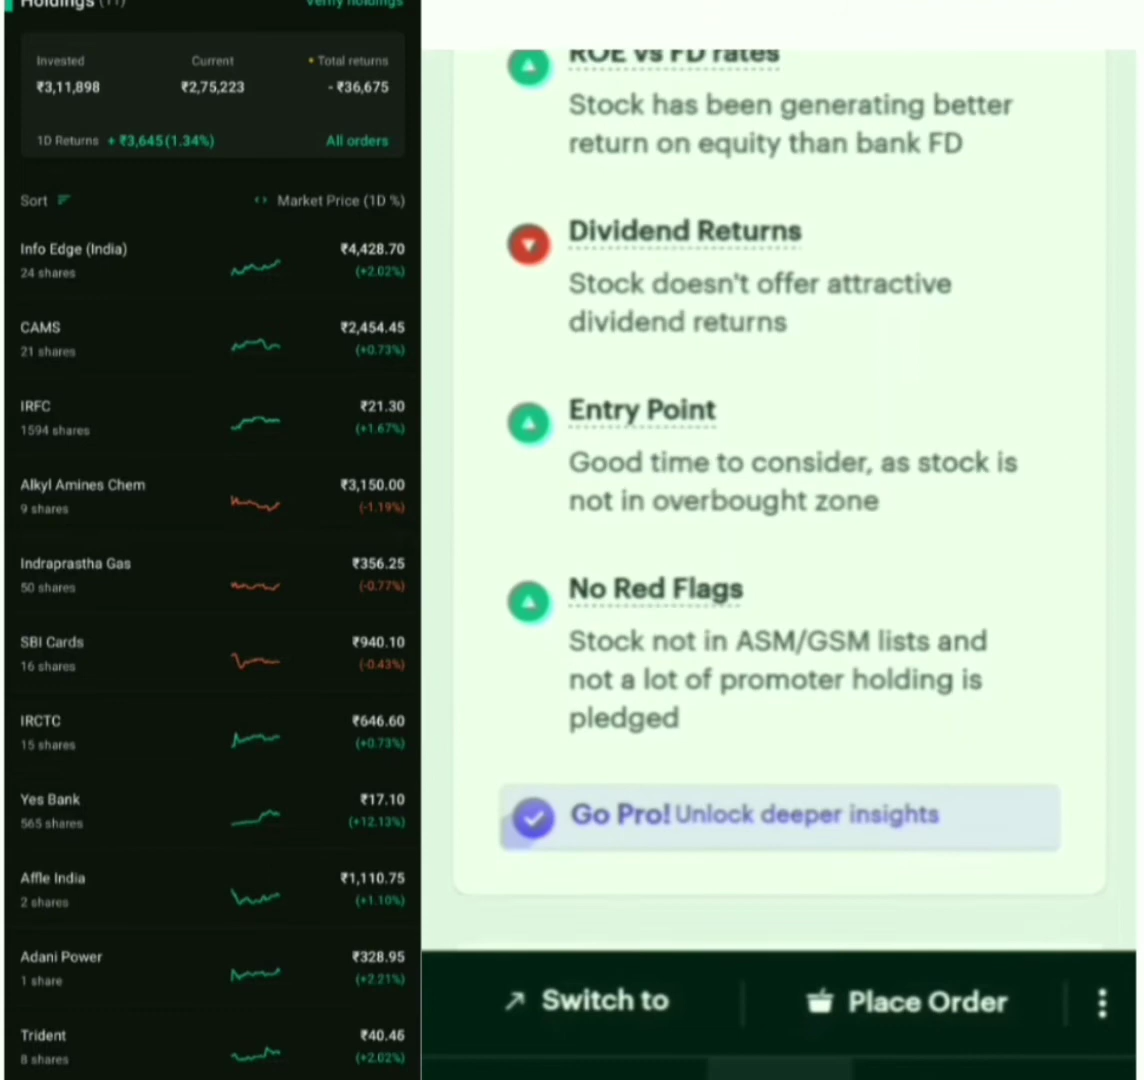 Holdings (11) Verify holdings
Invested Current • Total returns
₹3,11,898 ₹2,75,223 - ₹36,675
1D Returns + ₹3,645(1.34%) All orders
Sort <> Market Price (1D %)
Info Edge (India) ₹4,428.70
24 shares (+2.02%)
CAMS ₹2,454.45
21 shares (+0.73%)
IRFC ₹21.30
1594 shares (+1.67%)
Alkyl Amines Chem ₹3,150.00
9 shares (-1.19%)
Indraprastha Gas ₹356.25
50 shares (-0.77%)
SBI Cards ₹940.10
16 shares (-0.43%)
IRCTC ₹646.60
15 shares (+0.73%)
Yes Bank ₹17.10
565 shares (+12.13%)
Affle India ₹1,110.75
2 shares (+1.10%)
Adani Power ₹328.95
1 share (+2.21%)
Trident ₹40.45
8 shares (+2.02%)
ROE vs FD rates
Stock has been generating better
return on equity than bank FD
Dividend Returns
Stock doesn't offer attractive
dividend returns
Entry Point
Good time to consider, as stock is
not in overbought zone
No Red Flags
Stock not in ASM/GSM lists and
not a lot of promoter holding is
pledged
Go Pro! Unlock deeper insights
Switch to Place Order